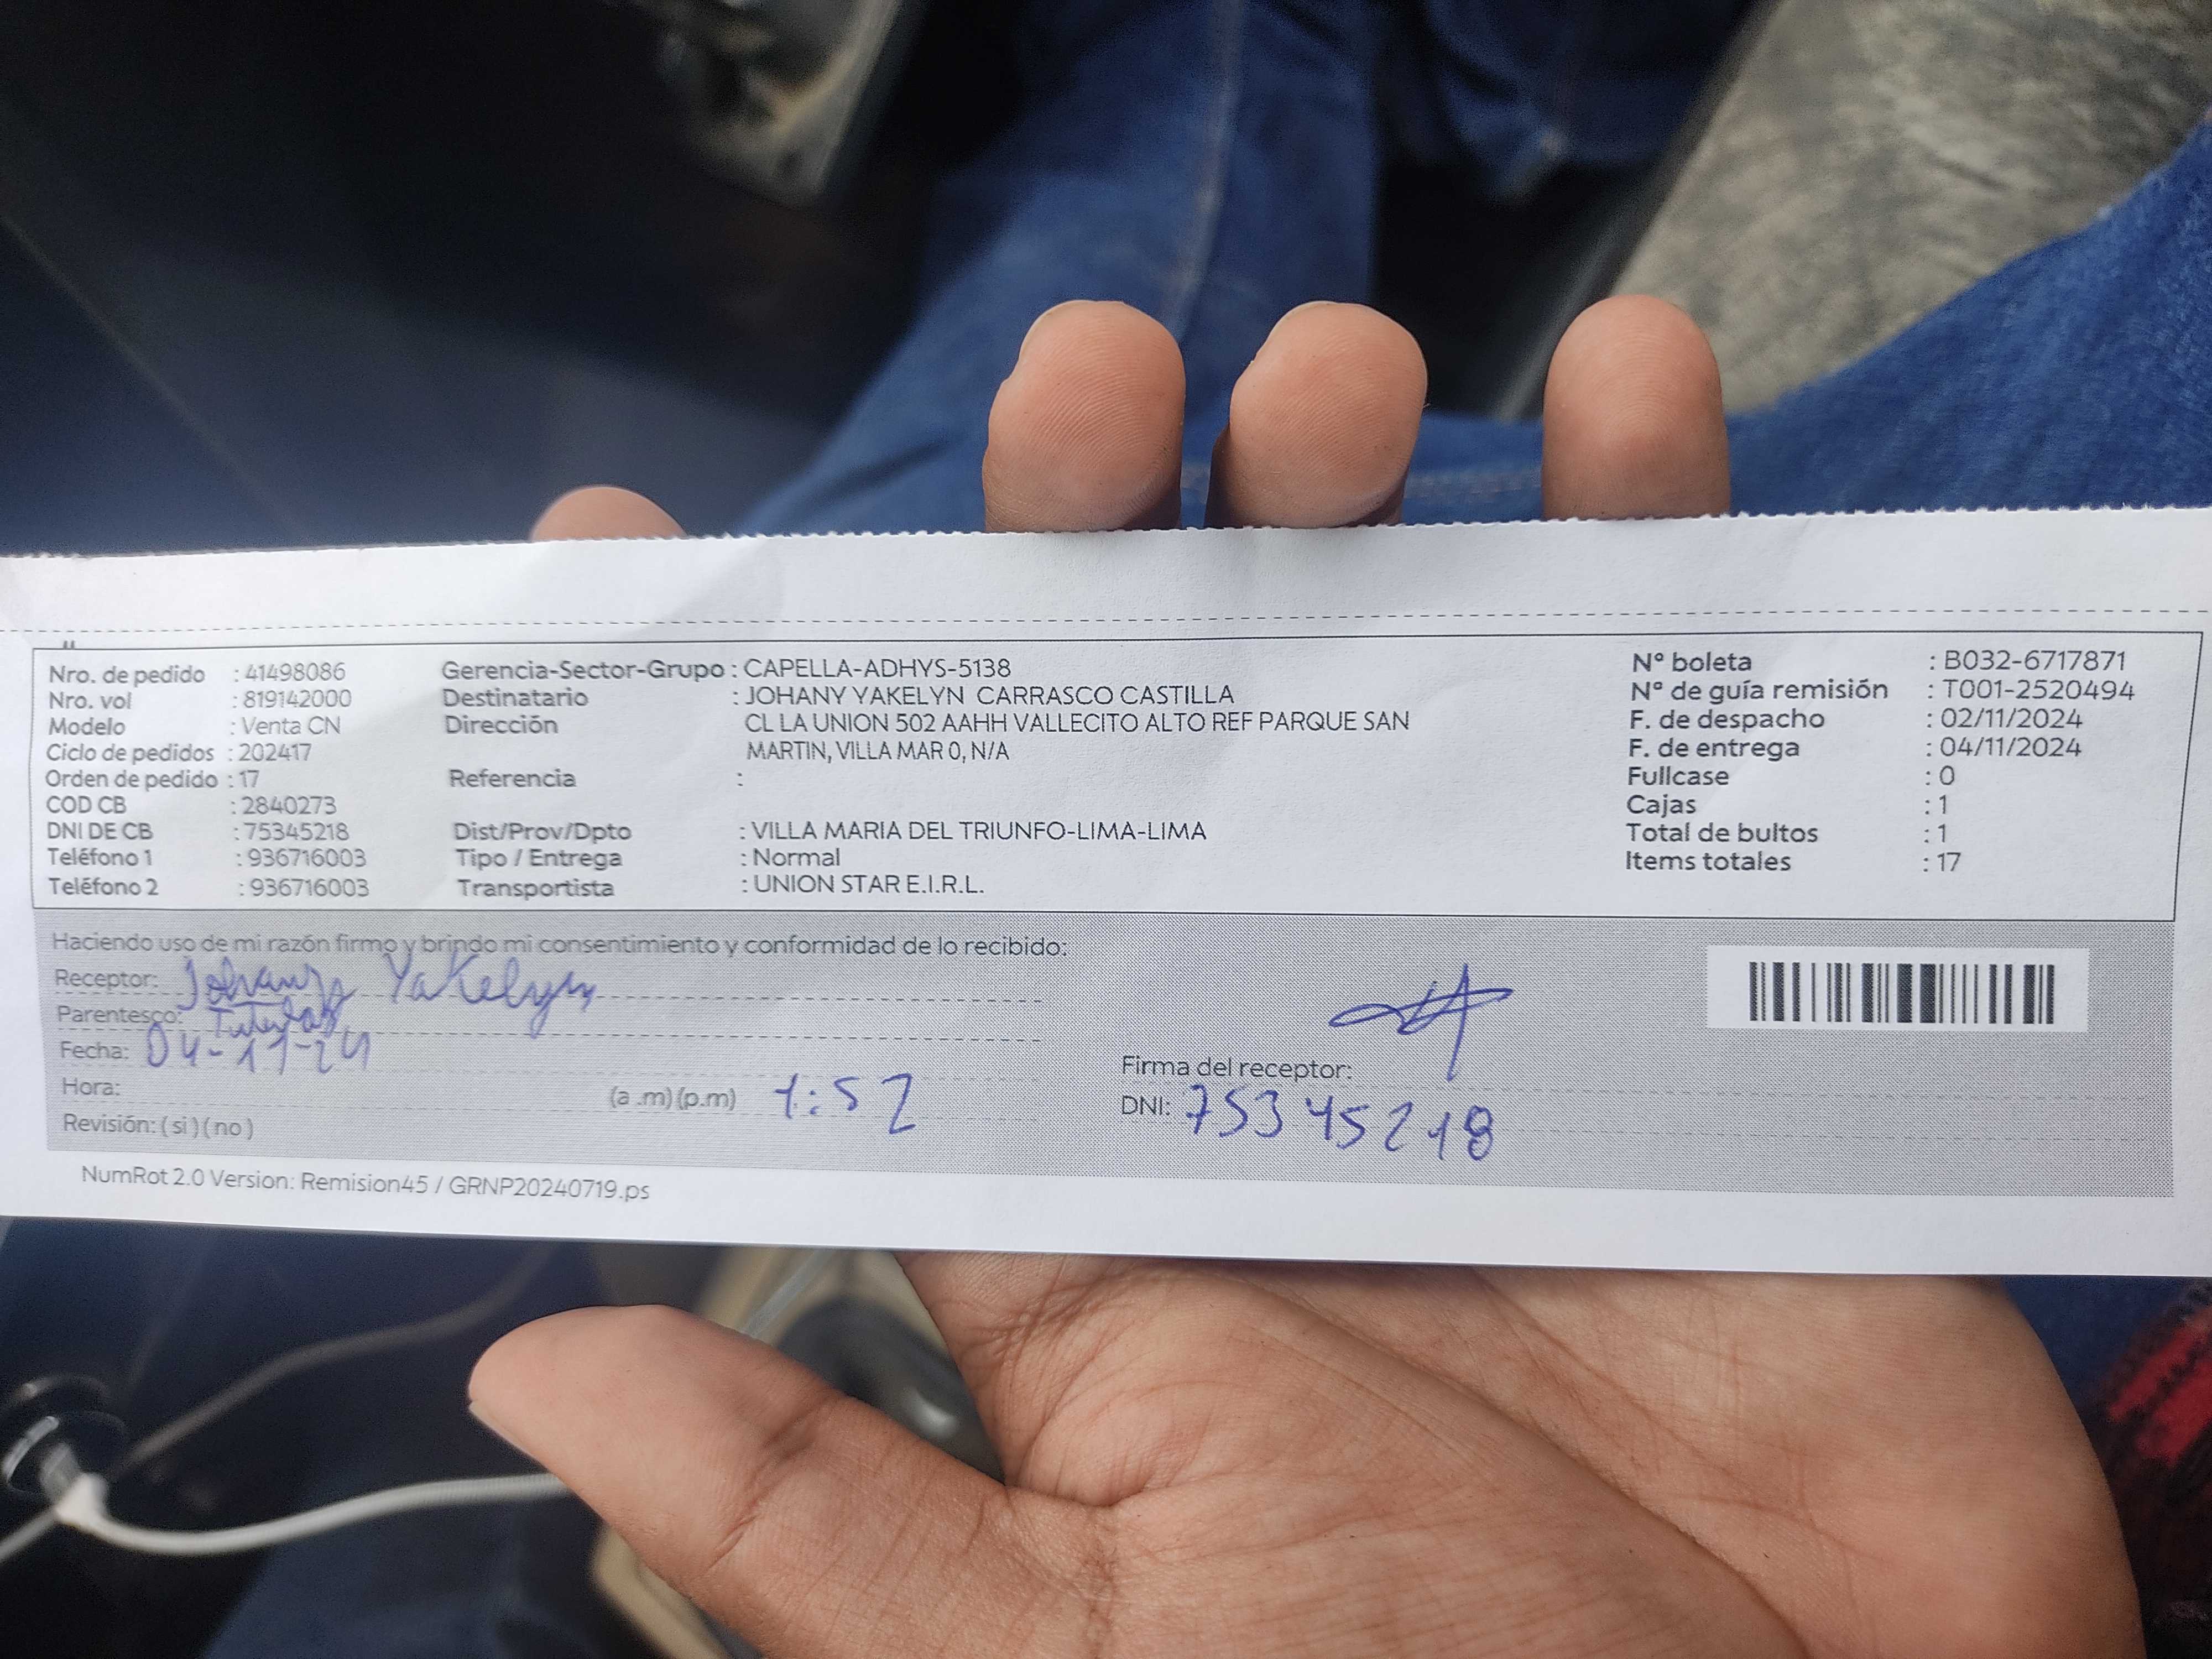 Nro. de pedido : 41498086
Nro. vol : 819142000
Modelo : Venta CN
Ciclo de pedidos : 202417
Orden de pedido : 17
COD CB : 2840273
DNI DE CB : 75345218
Teléfono 1 : 936716003
Teléfono 2 : 936716003
Gerencia-Sector-Grupo : CAPELLA-ADHYS-5138
Destinatario : JOHANY YAKELYN CARRASCO CASTILLA
Dirección CL LA UNION 502 AAHH VALLECITO ALTO REF PARQUE SAN
MARTIN, VILLA MAR 0, N/A
Referencia :
Dist/Prov/Dpto : VILLA MARIA DEL TRIUNFO-LIMA-LIMA
Tipo / Entrega : Normal
Transportista : UNION STAR E.I.R.L.
N° boleta : B032-6717871
N° de guía remisión : T001-2520494
F. de despacho : 02/11/2024
F. de entrega : 04/11/2024
Fullcase : 0
Cajas : 1
Total de bultos : 1
Items totales : 17
Haciendo uso de mi razón firmo y brindo mi consentimiento y conformidad de lo recibido:
Receptor: Johany Yakelyn
Parentesco:
Fecha: 04-11-24
Hora: (a .m) (p.m) 1:52
Revisión: ( si ) ( no )
Firma del receptor:
DNI: 75345218
NumRot 2.0 Version: Remision45 / GRNP20240719.ps